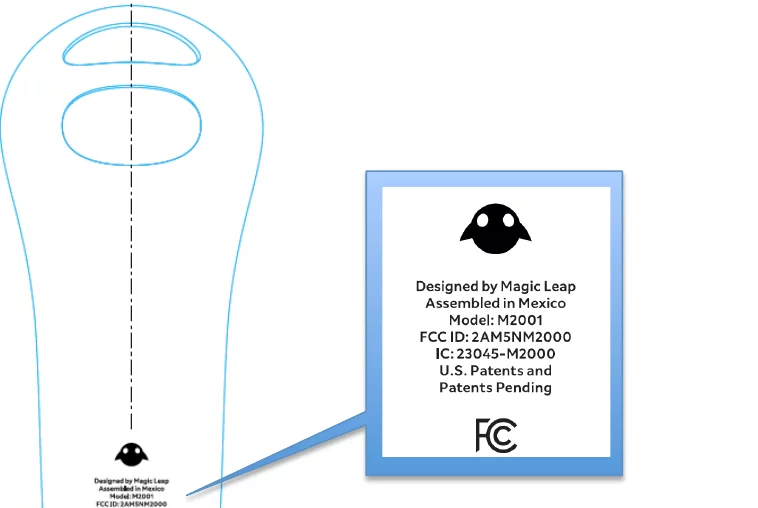 Designed by Magic Leap
Assembled in Mexico
Model: M2001
FCC ID: 2AM5NM2000
IC: 23045-M2000
U.S. Patents and
Patents Pending
FC
Designed by Magic Leap
Assembled in Mexico
Model: M2001
FCC ID: 2AM5NM2000